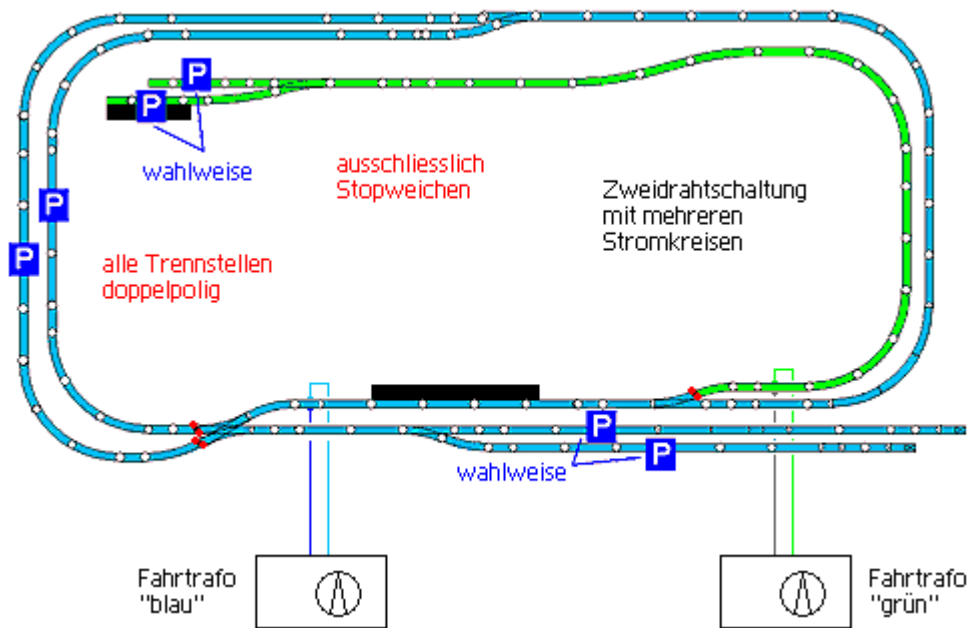 P
P
wahlweise
ausschliesslich
Stopweichen
Zweidrahtschaltung
mit mehreren
Stromkreisen
P
P
alle Trennstellen
doppelpolig
P
P
wahlweise
Fahrtrafo
"blau"
Fahrtrafo
"grün"